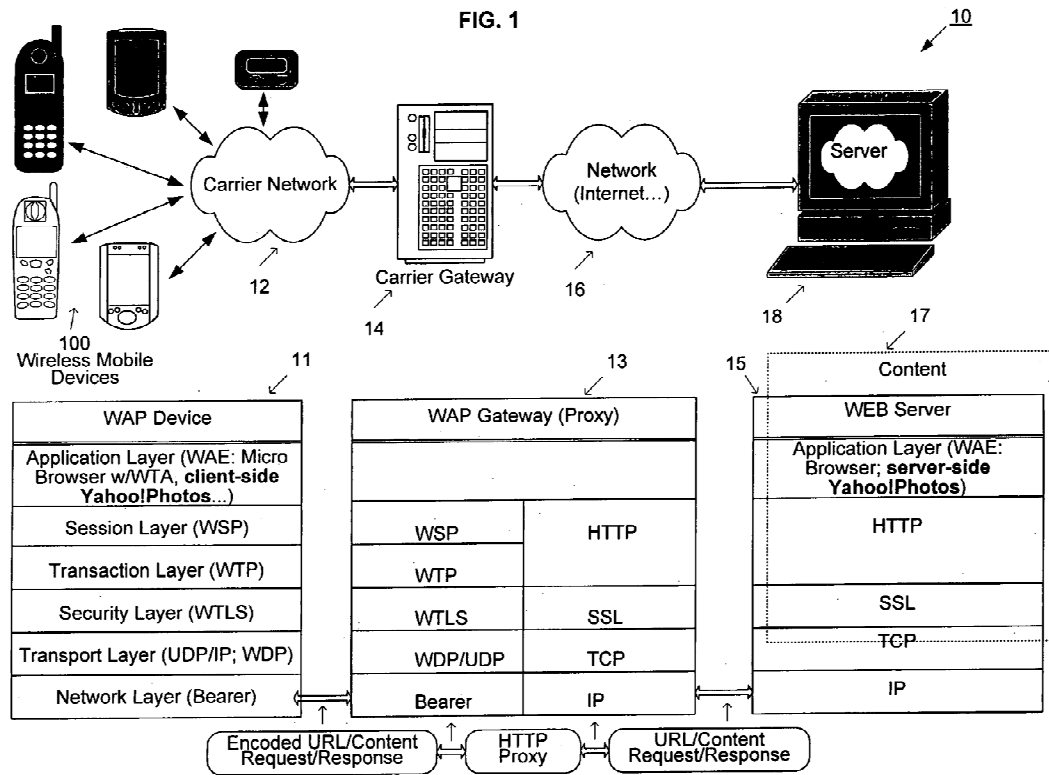 FIG. 1
10
Carrier Network
Network
(Internet...)
Server
Carrier Gateway
12
14
16
18
100
Wireless Mobile
Devices
11
13
15
17
Content
WAP Device
Application Layer (WAE: Micro
Browser w/WTA, client-side
Yahoo!Photos...)
Session Layer (WSP)
Transaction Layer (WTP)
Security Layer (WTLS)
Transport Layer (UDP/IP; WDP)
Network Layer (Bearer)
WAP Gateway (Proxy)
WSP
HTTP
WTP
WTLS
SSL
WDP/UDP
TCP
Bearer
IP
WEB Server
Application Layer (WAE:
Browser; server-side
Yahoo!Photos)
HTTP
SSL
TCP
IP
Encoded URL/Content
Request/Response
HTTP
Proxy
URL/Content
Request/Response